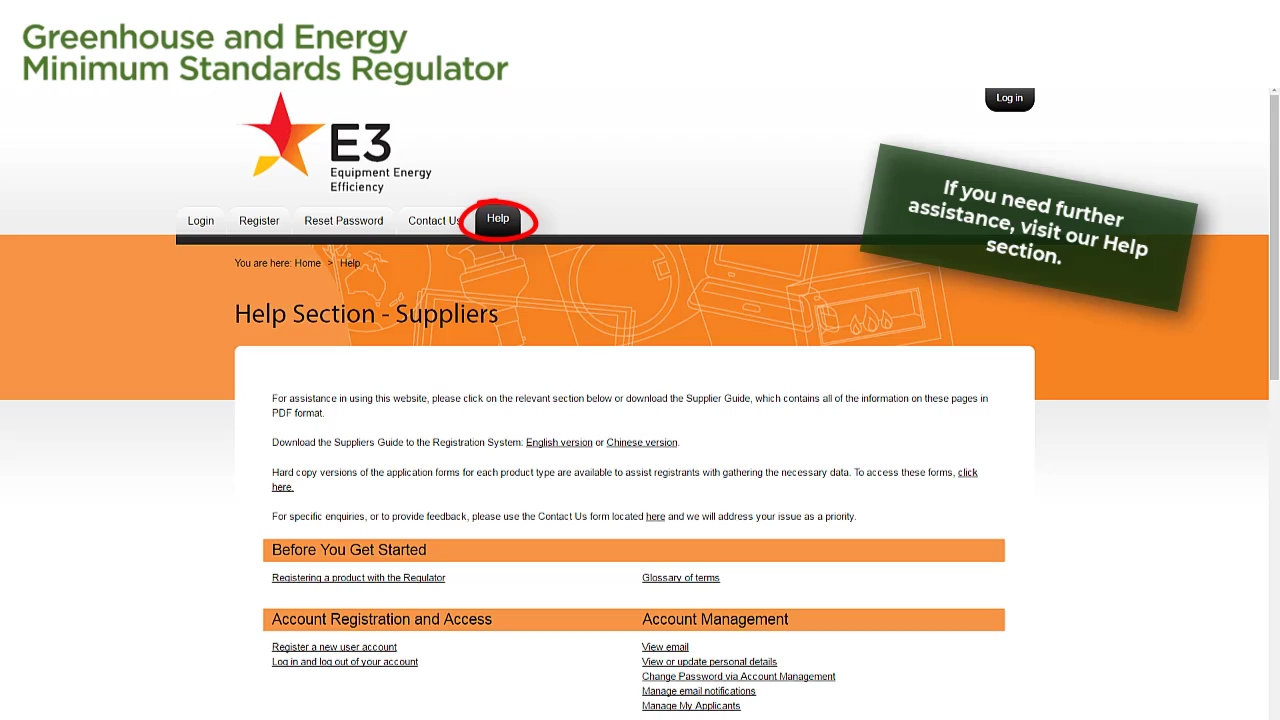 Greenhouse and Energy
Minimum Standards Regulator
Log in
E3
Equipment Energy
Efficiency
If you need further
assistance, visit our Help
section.
Login Register Reset Password Contact Us Help
You are here: Home > Help
Help Section - Suppliers
For assistance in using this website, please click on the relevant section below or download the Supplier Guide, which contains all of the information on these pages in
PDF format.
Download the Suppliers Guide to the Registration System: English version or Chinese version.
Hard copy versions of the application forms for each product type are available to assist registrants with gathering the necessary data. To access these forms, click
here.
For specific enquiries, or to provide feedback, please use the Contact Us form located here and we will address your issue as a priority.
Before You Get Started
Registering a product with the Regulator Glossary of terms
Account Registration and Access Account Management
Register a new user account View email
Log in and log out of your account View or update personal details
Change Password via Account Management
Manage email notifications
Manage My Applicants